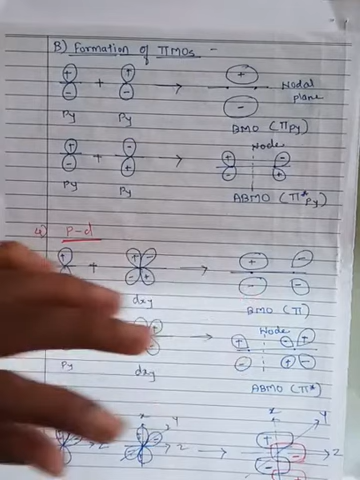 B) Formation of ΠMOs -
+ + + →  +
- - -
Nodal plane
Py Py BMO (Πpy)
Node
+ + - → + -
- + - +
Py Py ABMO (Π*py)
4) P-d
+ + + - → + -
- + - -
dxy BMO (Π)
Node
+ → + - +
- + -
Py dxy ABMO (Π*)
x Y x
Z Z → + Y
- Z